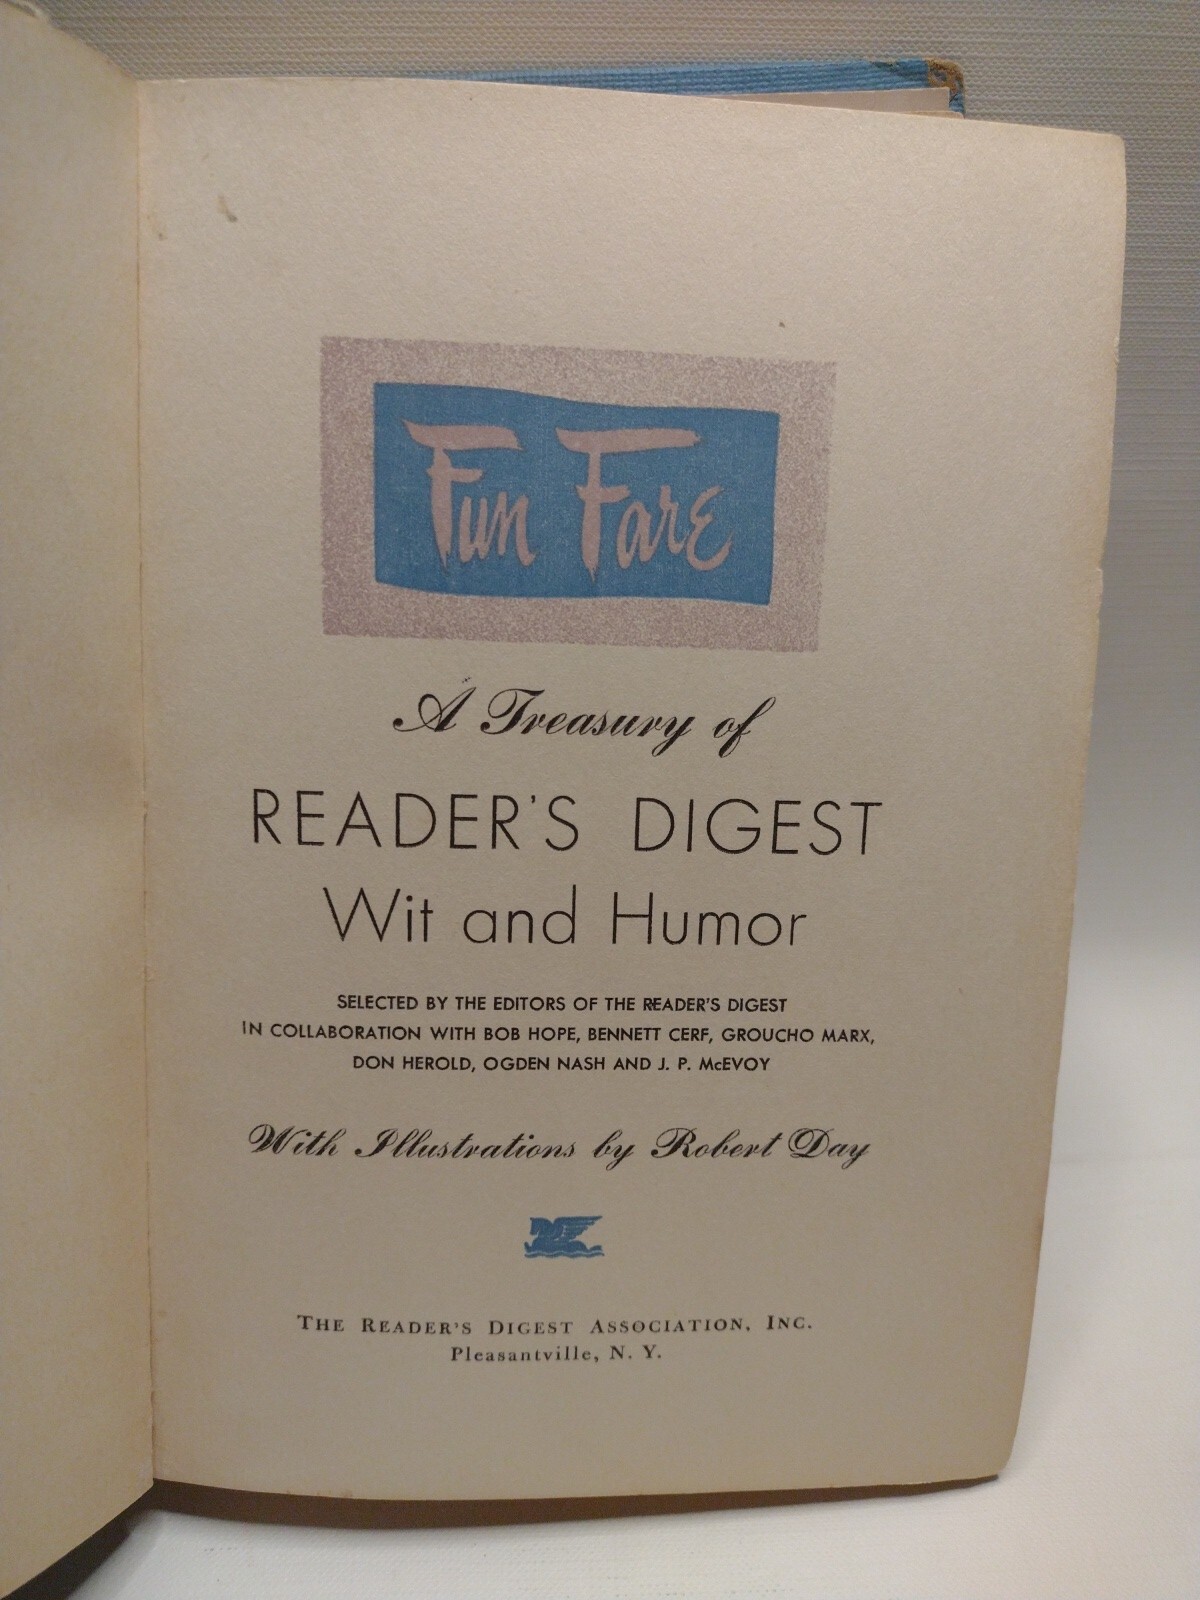 Fun Fare
A Treasury of
READER'S DIGEST
Wit and Humor
SELECTED BY THE EDITORS OF THE READER'S DIGEST
IN COLLABORATION WITH BOB HOPE, BENNETT CERF, GROUCHO MARX,
DON HEROLD, OGDEN NASH AND J. P. McEVOY
With Illustrations by Robert Day
THE READER'S DIGEST ASSOCIATION, INC.
Pleasantville, N. Y.